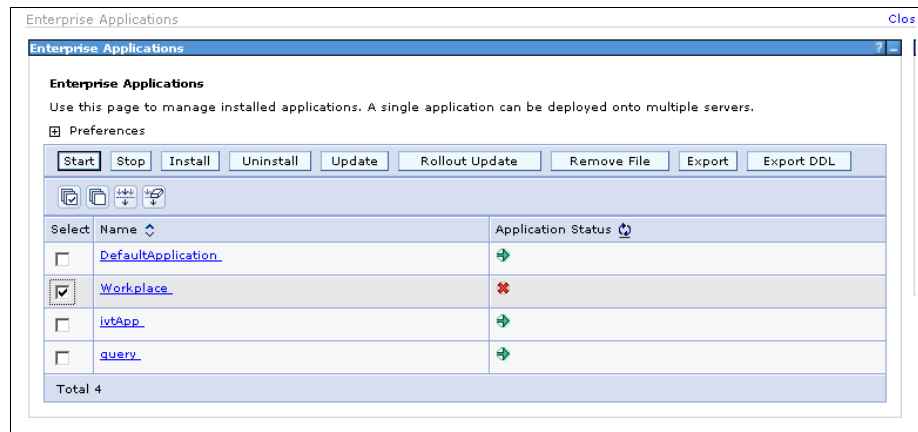 Enterprise Applications Clos
Enterprise Applications ? _
Enterprise Applications
Use this page to manage installed applications. A single application can be deployed onto multiple servers.
Preferences
Start Stop Install Uninstall Update Rollout Update Remove File Export Export DDL
Select Name Application Status
DefaultApplication
Workplace
ivtApp
query
Total 4